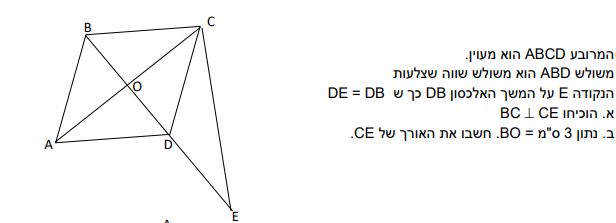 B
C
O
A
D
E
המרובע ABCD הוא מעוין.
משולש ABD הוא משולש שווה שצלעות
הנקודה E על המשך האלכסון DB כך ש DE = DB
א. הוכיחו BC ⊥ CE
ב. נתון 3 ס"מ = BO. חשבו את האורך של CE.